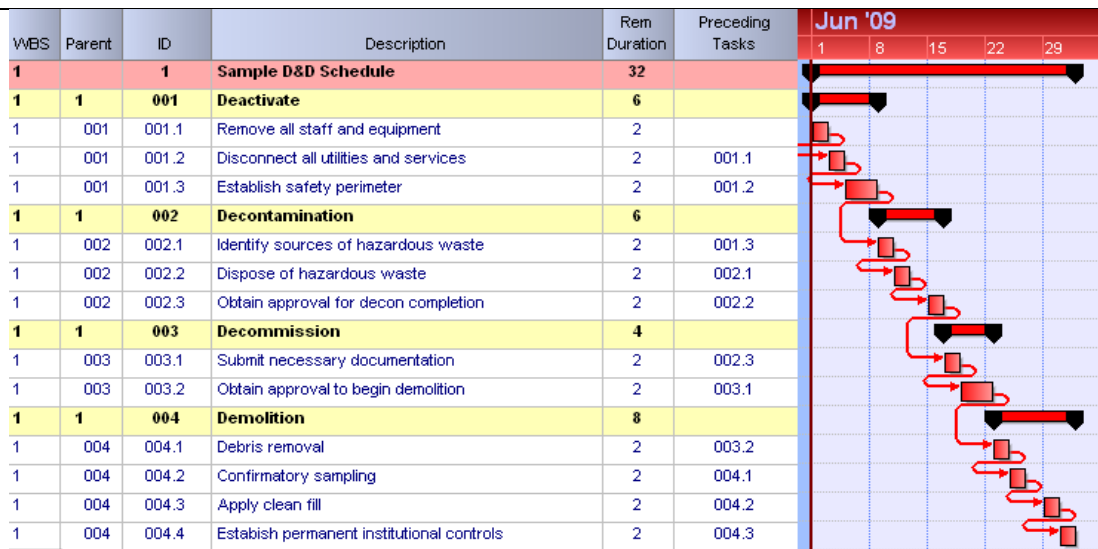 Rem Preceding Jun '09
WBS Parent ID Description Duration Tasks 1 8 15 22 29
1 1 Sample D&D Schedule 32
1 1 001 Deactivate 6
1 001 001.1 Remove all staff and equipment 2
1 001 001.2 Disconnect all utilities and services 2 001.1
1 001 001.3 Establish safety perimeter 2 001.2
1 1 002 Decontamination 6
1 002 002.1 Identify sources of hazardous waste 2 001.3
1 002 002.2 Dispose of hazardous waste 2 002.1
1 002 002.3 Obtain approval for decon completion 2 002.2
1 1 003 Decommission 4
1 003 003.1 Submit necessary documentation 2 002.3
1 003 003.2 Obtain approval to begin demolition 2 003.1
1 1 004 Demolition 8
1 004 004.1 Debris removal 2 003.2
1 004 004.2 Confirmatory sampling 2 004.1
1 004 004.3 Apply clean fill 2 004.2
1 004 004.4 Estabish permanent institutional controls 2 004.3